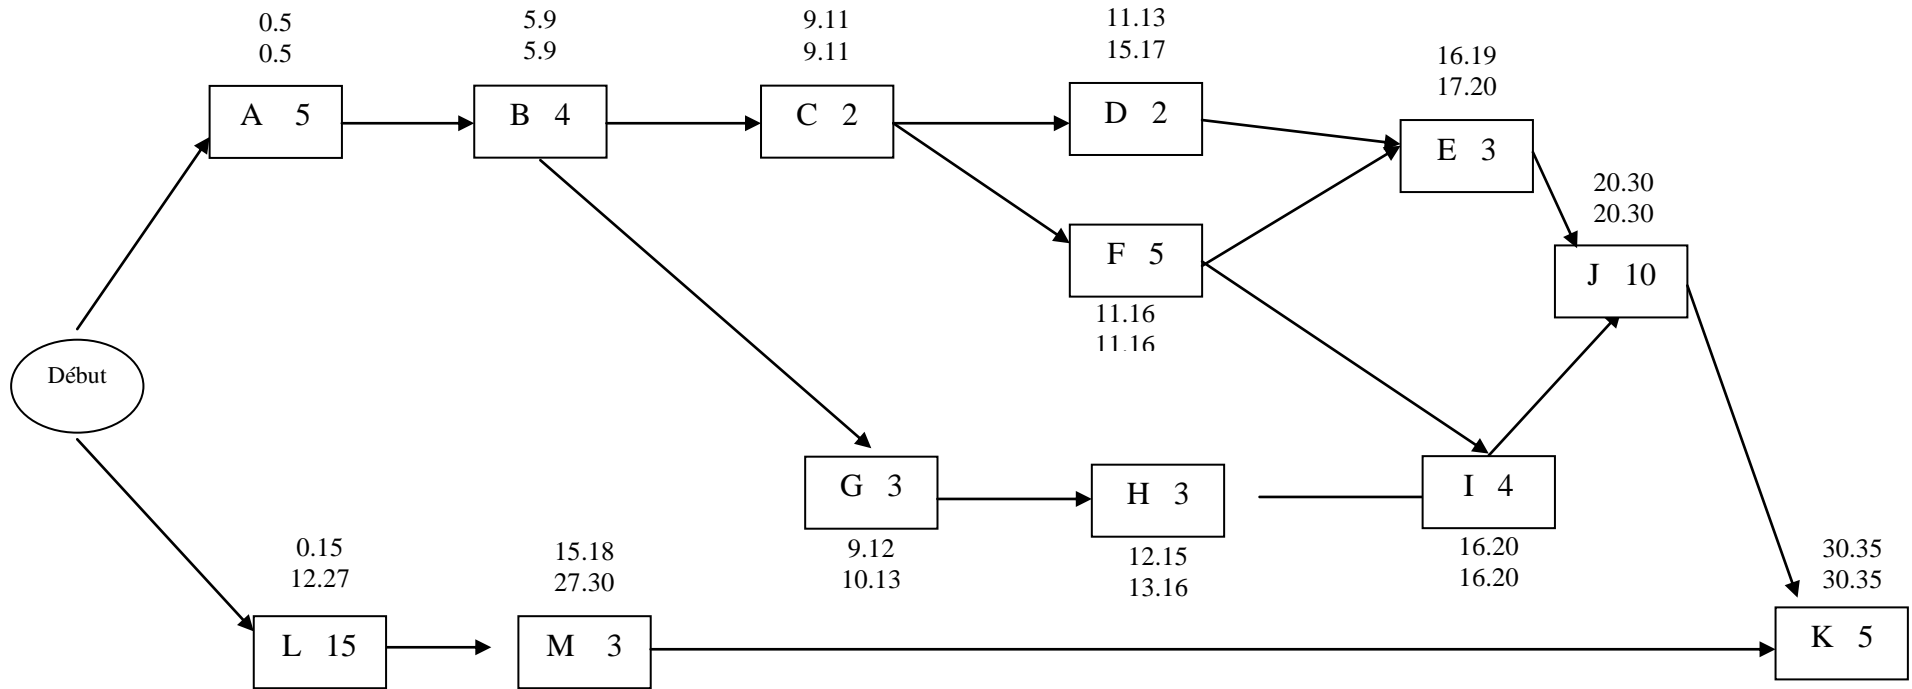 0.5
0.5
5.9
5.9
9.11
9.11
11.13
15.17
16.19
17.20
A 5
B 4
C 2
D 2
E 3
20.30
20.30
F 5
J 10
11.16
11.16
Début
G 3
H 3
I 4
9.12
10.13
12.15
13.16
16.20
16.20
0.15
12.27
15.18
27.30
30.35
30.35
L 15
M 3
K 5